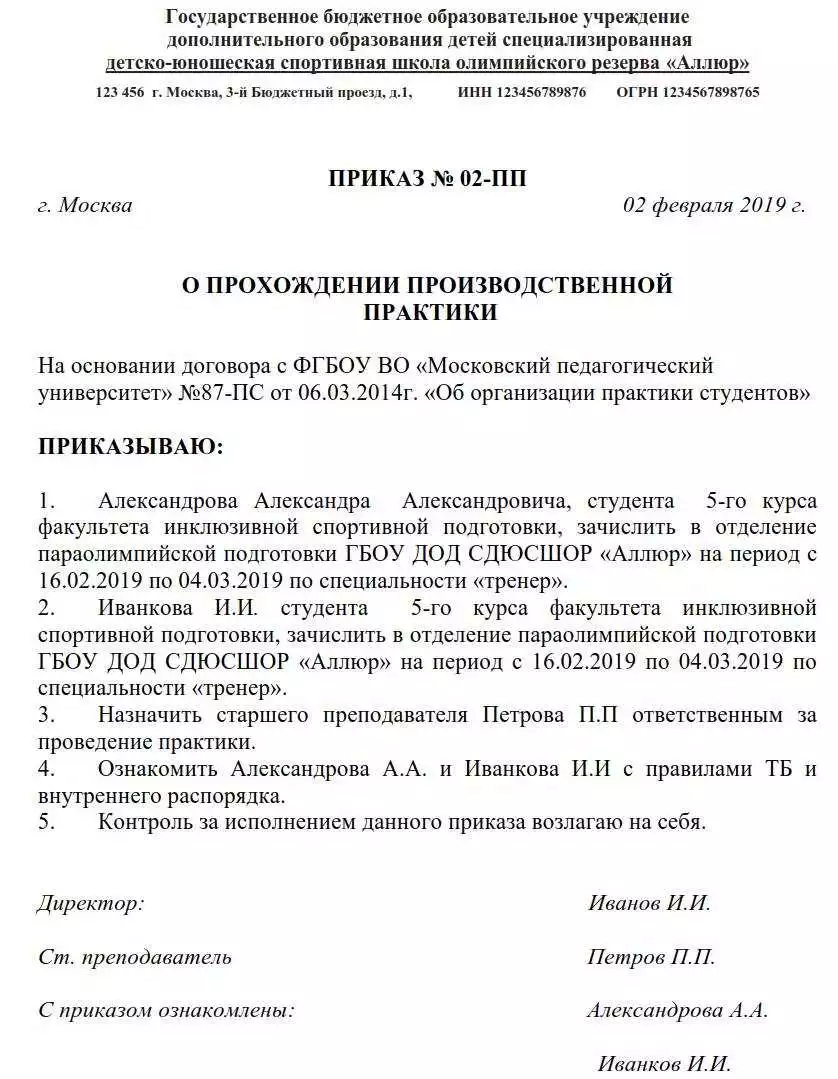 Государственное бюджетное образовательное учреждение
дополнительного образования детей специализированная
детско-юношеская спортивная школа олимпийского резерва «Аллюр»
123 456 г. Москва, 3-й Бюджетный проезд, д.1, ИНН 123456789876 ОГРН 1234567898765
ПРИКАЗ № 02-ПП
г. Москва 02 февраля 2019 г.
О ПРОХОЖДЕНИИ ПРОИЗВОДСТВЕННОЙ
ПРАКТИКИ
На основании договора с ФГБОУ ВО «Московский педагогический
университет» №87-ПС от 06.03.2014г. «Об организации практики студентов»
ПРИКАЗЫВАЮ:
1. Александрова Александра Александровича, студента 5-го курса
факультета инклюзивной спортивной подготовки, зачислить в отделение
параолимпийской подготовки ГБОУ ДОД СДЮСШОР «Аллюр» на период с
16.02.2019 по 04.03.2019 по специальности «тренер».
2. Иванкова И.И. студента 5-го курса факультета инклюзивной
спортивной подготовки, зачислить в отделение параолимпийской подготовки
ГБОУ ДОД СДЮСШОР «Аллюр» на период с 16.02.2019 по 04.03.2019 по
специальности «тренер».
3. Назначить старшего преподавателя Петрова П.П ответственным за
проведение практики.
4. Ознакомить Александрова А.А. и Иванкова И.И с правилами ТБ и
внутреннего распорядка.
5. Контроль за исполнением данного приказа возлагаю на себя.
Директор: Иванов И.И.
Ст. преподаватель Петров П.П.
С приказом ознакомлены: Александрова А.А.
Иванков И.И.